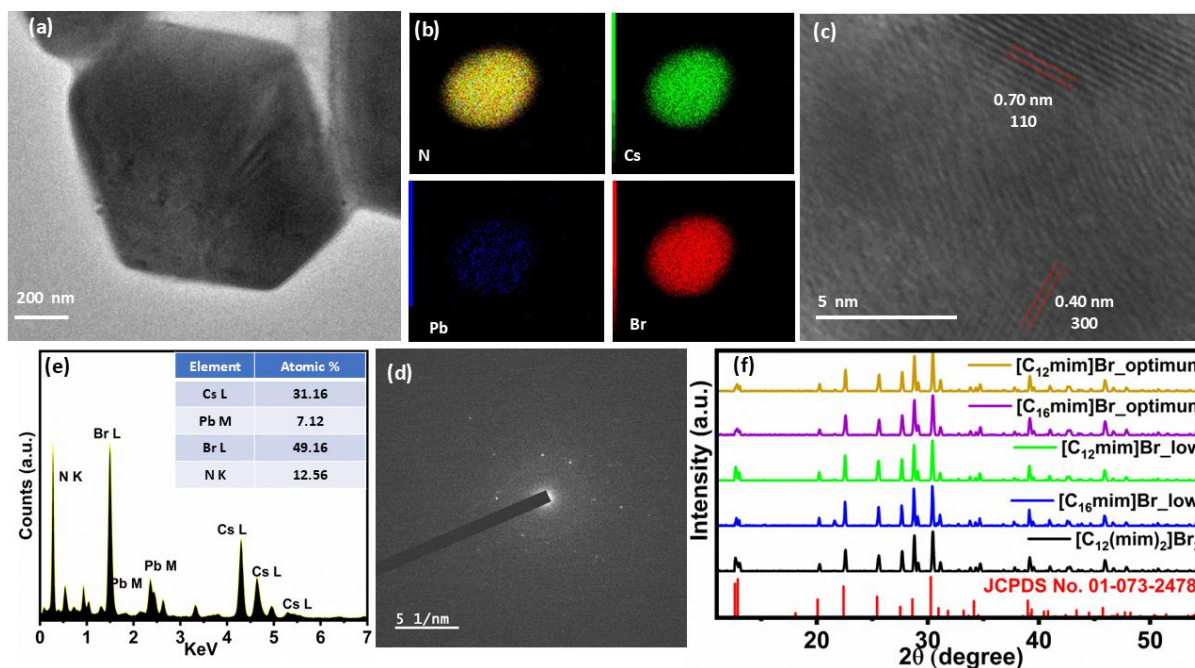 (a)
200 nm
(b)
N
Cs
Pb
Br
(c)
0.70 nm
110
5 nm
0.40 nm
300
(e)
Counts (a.u.)
Element Atomic %
Cs L 31.16
Pb M 7.12
Br L 49.16
N K 12.56
N K
Br L
Pb M
Pb M
Cs L
Cs L
Cs L
0 1 2 3 4 5 6 7
KeV
(d)
5 1/nm
(f)
Intensity (a.u.)
[C12mim]Br_optimum
[C16mim]Br_optimum
[C12mim]Br_low
[C16mim]Br_low
[C12(mim)2]Br2
JCPDS No. 01-073-2478
20 30 40 50
2θ (degree)